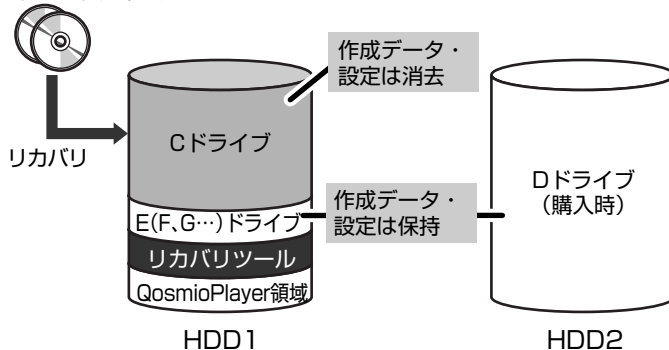 作成データ・
設定は消去
リカバリ
Cドライブ
Dドライブ
(購入時)
作成データ・
設定は保持
E(F、G…)ドライブ
リカバリツール
QosmioPlayer領域
HDD1
HDD2